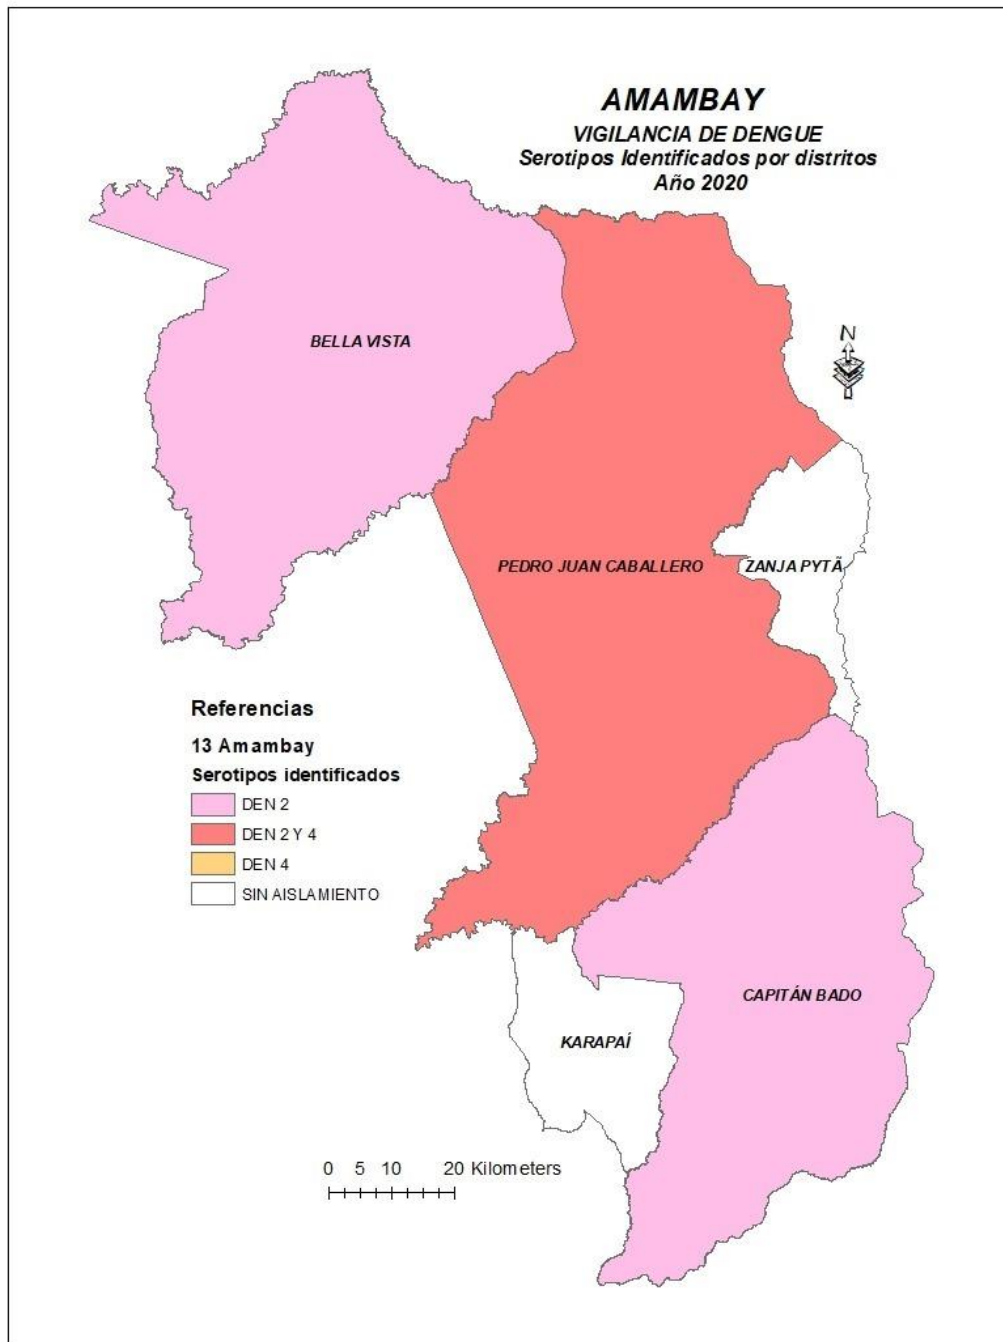 AMAMBAY
VIGILANCIA DE DENGUE
Serotipos Identificados por distritos
Año 2020
BELLA VISTA
N
PEDRO JUAN CABALLERO
ZANJA PYTÃ
Referencias
13 Amambay
Serotipos identificados
DEN 2
DEN 2 Y 4
DEN 4
SIN AISLAMIENTO
CAPITÁN BADO
KARAPAÍ
0 5 10 20 Kilometers